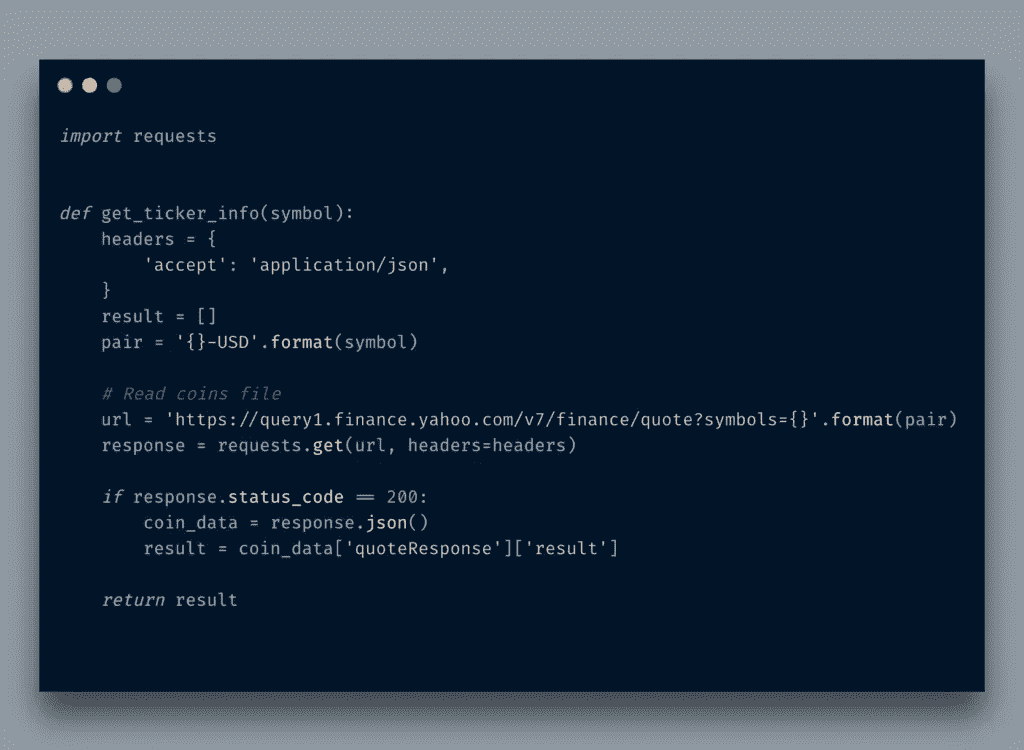 import requests
def get_ticker_info(symbol):
headers = {
'accept': 'application/json',
}
result = []
pair = '{}-USD'.format(symbol)
# Read coins file
url = 'https://query1.finance.yahoo.com/v7/finance/quote?symbols={}'.format(pair)
response = requests.get(url, headers=headers)
if response.status_code == 200:
coin_data = response.json()
result = coin_data['quoteResponse']['result']
return result